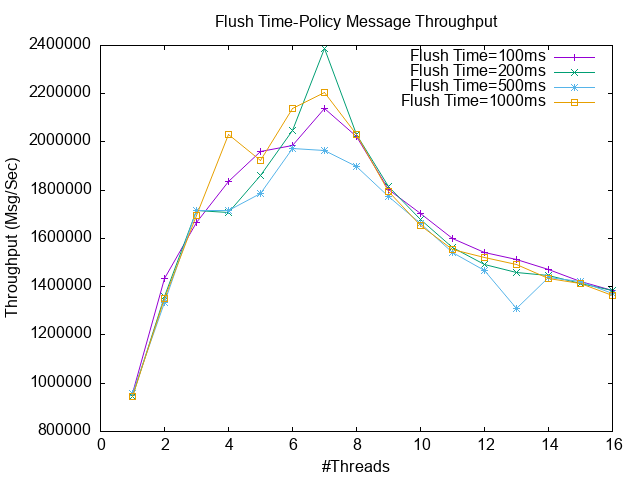 Flush Time-Policy Message Throughput
2400000
2200000
2000000
1800000
1600000
1400000
1200000
1000000
800000
Throughput (Msg/Sec)
Flush Time=100ms
Flush Time=200ms
Flush Time=500ms
Flush Time=1000ms
0 2 4 6 8 10 12 14 16
#Threads